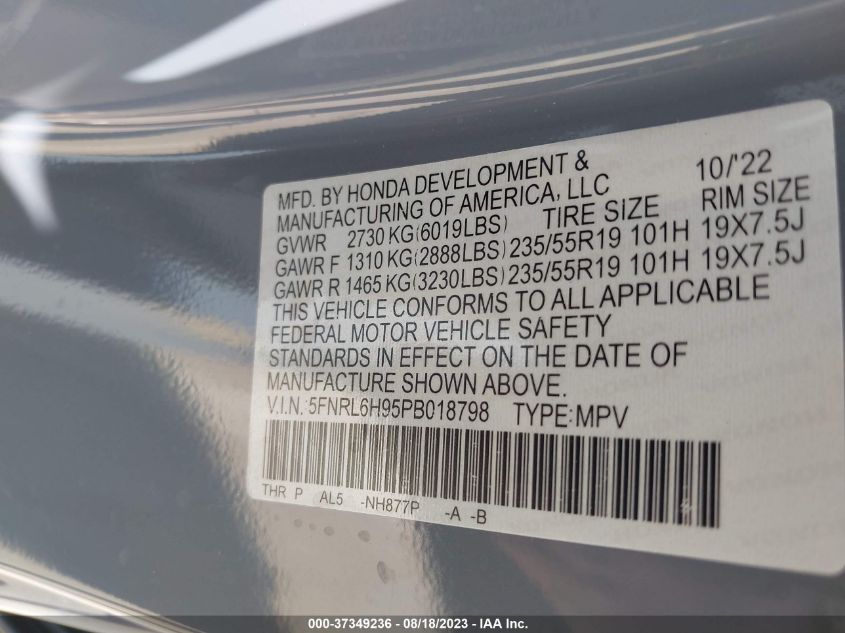 MFD. BY HONDA DEVELOPMENT & 10/'22
MANUFACTURING OF AMERICA, LLC
GVWR 2730 KG(6019LBS) TIRE SIZE RIM SIZE
GAWR F 1310 KG(2888LBS) 235/55R19 101H 19X7.5J
GAWR R 1465 KG(3230LBS) 235/55R19 101H 19X7.5J
THIS VEHICLE CONFORMS TO ALL APPLICABLE
FEDERAL MOTOR VEHICLE SAFETY
STANDARDS IN EFFECT ON THE DATE OF
MANUFACTURE SHOWN ABOVE.
V.I.N.:5FNRL6H95PB018798 TYPE:MPV
THR P AL5 -NH877P -A -B
000-37349236 - 08/18/2023 - IAA Inc.